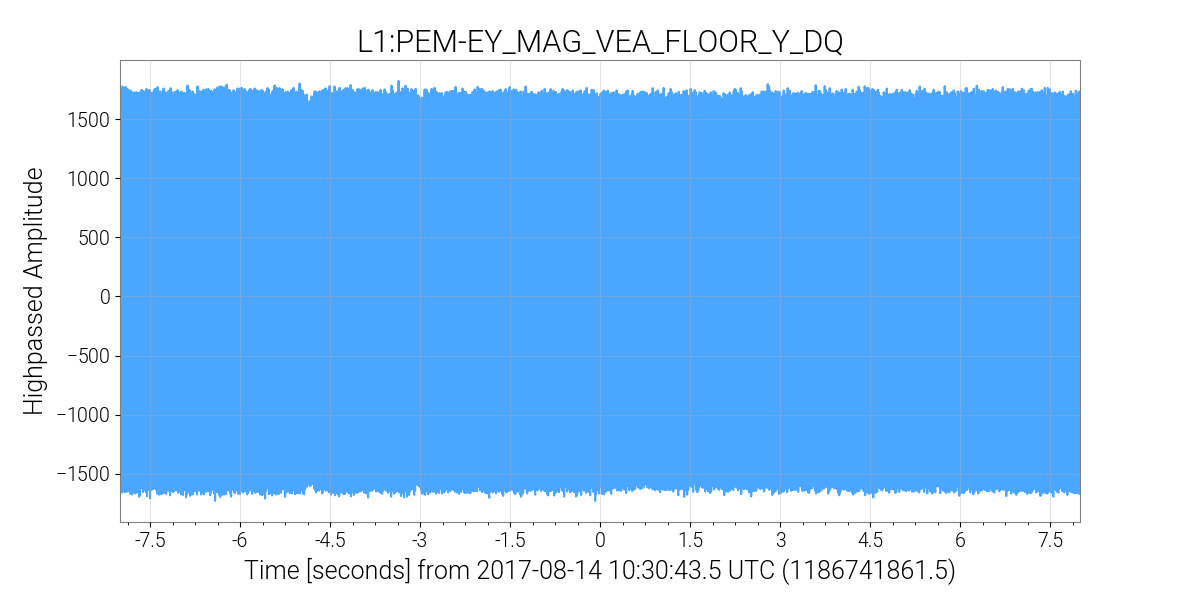 L1:PEM-EY_MAG_VEA_FLOOR_Y_DQ
Highpassed Amplitude
1500
1000
500
0
−500
−1000
−1500
-7.5 -6 -4.5 -3 -1.5 0 1.5 3 4.5 6 7.5
Time [seconds] from 2017-08-14 10:30:43.5 UTC (1186741861.5)